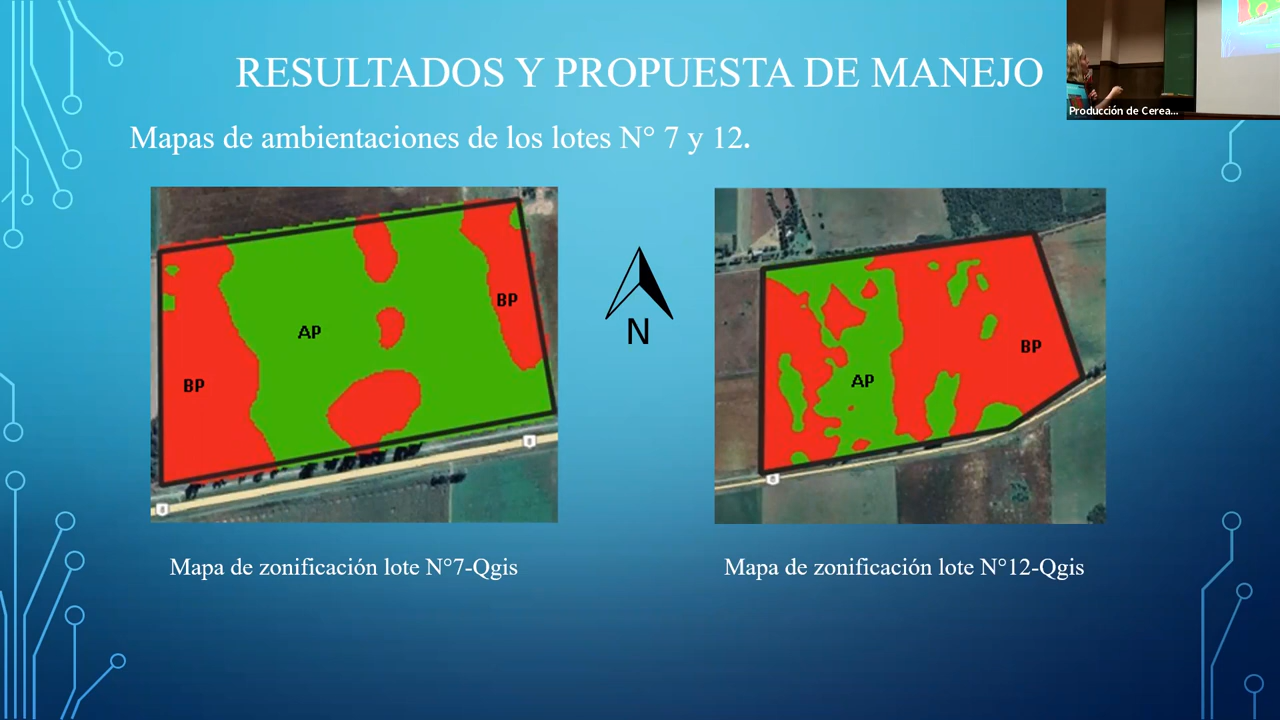 RESULTADOS Y PROPUESTA DE MANEJO
Producción de Cerea...
Mapas de ambientaciones de los lotes N° 7 y 12.
AP
BP
BP
N
AP
BP
Mapa de zonificación lote N°7-Qgis
Mapa de zonificación lote N°12-Qgis